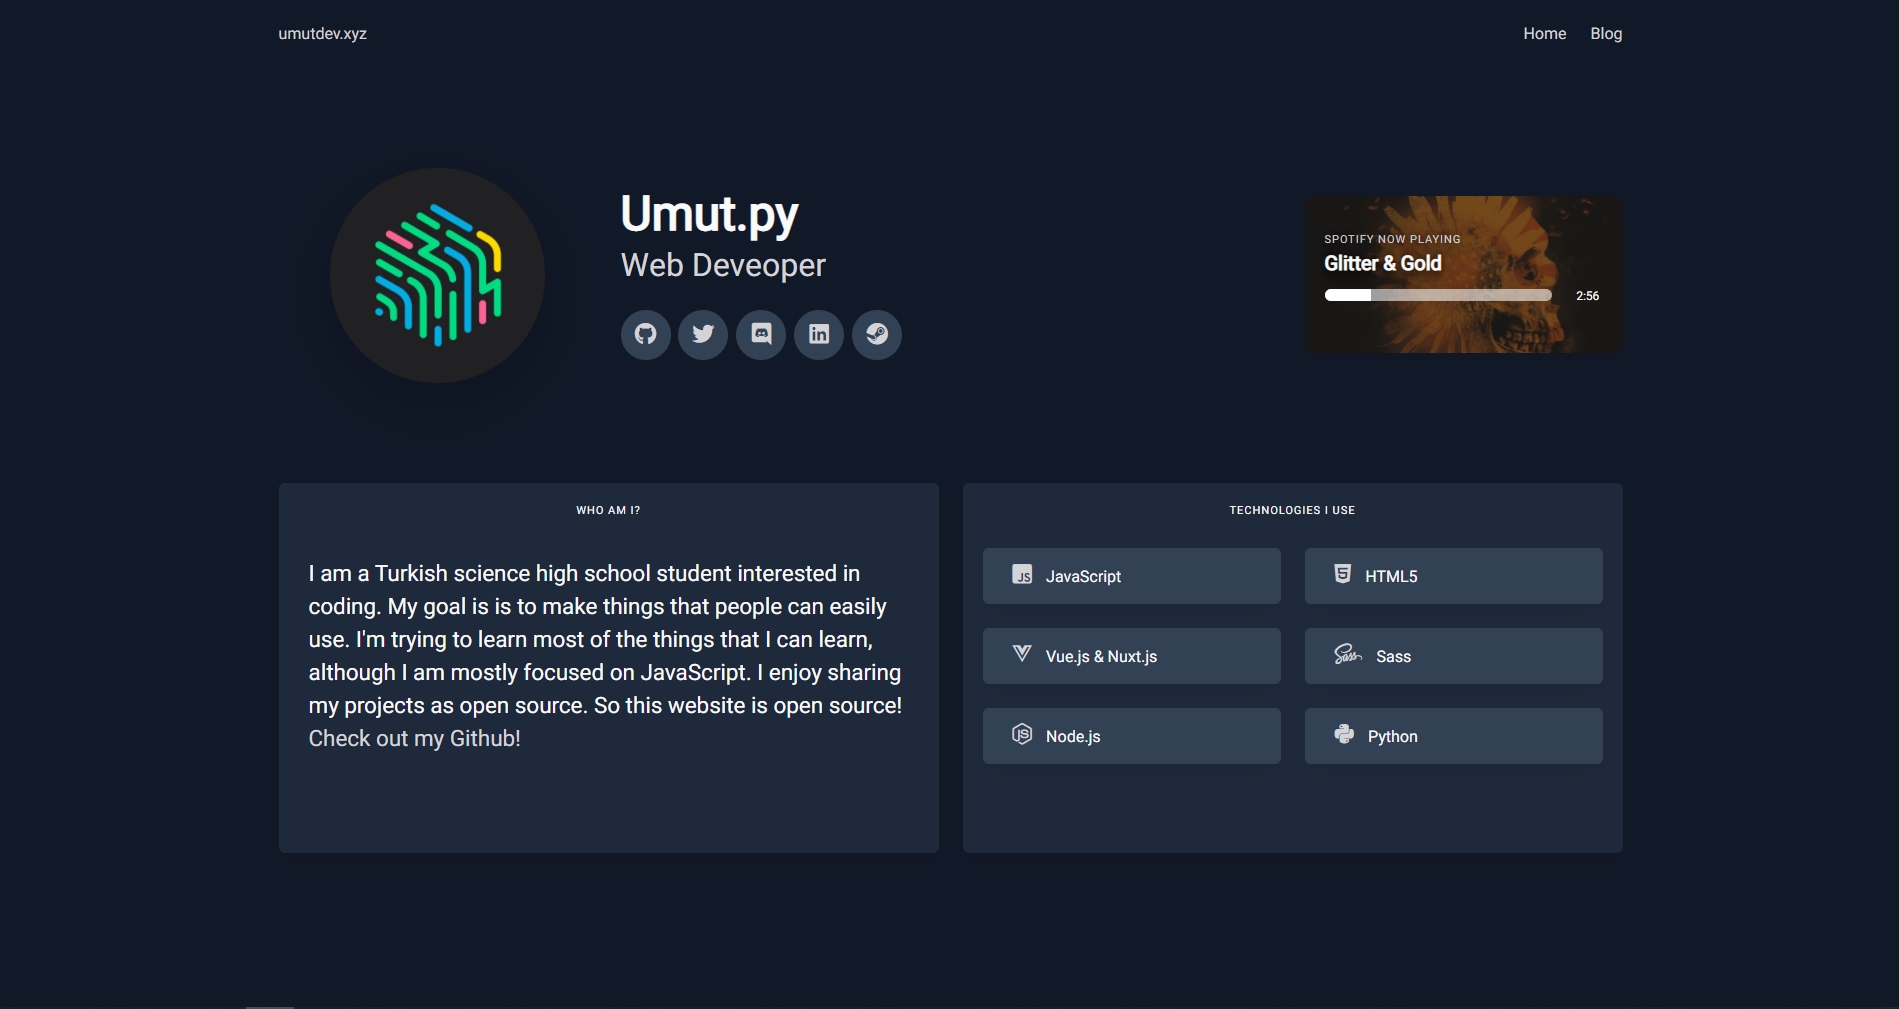 umutdev.xyz
Home
Blog
Umut.py
Web Deveoper
SPOTIFY NOW PLAYING
Glitter & Gold
2:56
WHO AM I?
I am a Turkish science high school student interested in
coding. My goal is is to make things that people can easily
use. I'm trying to learn most of the things that I can learn,
although I am mostly focused on JavaScript. I enjoy sharing
my projects as open source. So this website is open source!
Check out my Github!
TECHNOLOGIES I USE
JS JavaScript
5 HTML5
Vue.js & Nuxt.js
Sass Sass
JS Node.js
Python